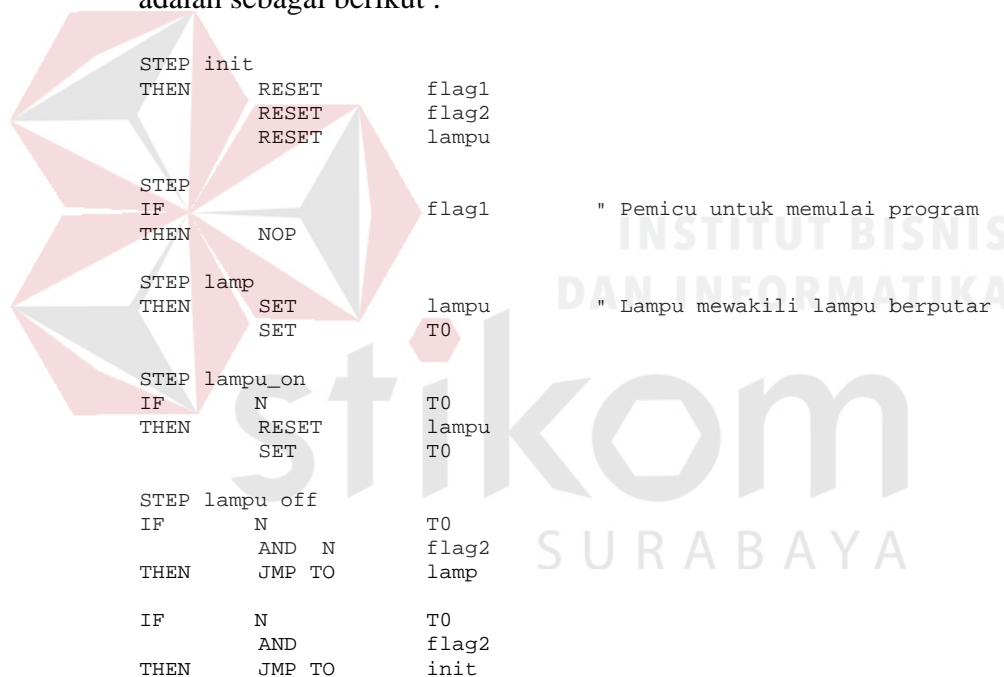 adalah sebagai berikut :
STEP init
THEN RESET flag1
RESET flag2
RESET lampu
STEP
IF flag1 " Pemicu untuk memulai program
THEN NOP
STEP lamp
THEN SET lampu " Lampu mewakili lampu berputar
SET T0
STEP lampu_on
IF N T0
THEN RESET lampu
SET T0
STEP lampu off
IF N T0
AND N flag2
THEN JMP TO lamp
IF N T0
AND flag2
THEN JMP TO init
INSTITUT BISNIS
DAN INFORMATIKA
stikom
SURABAYA